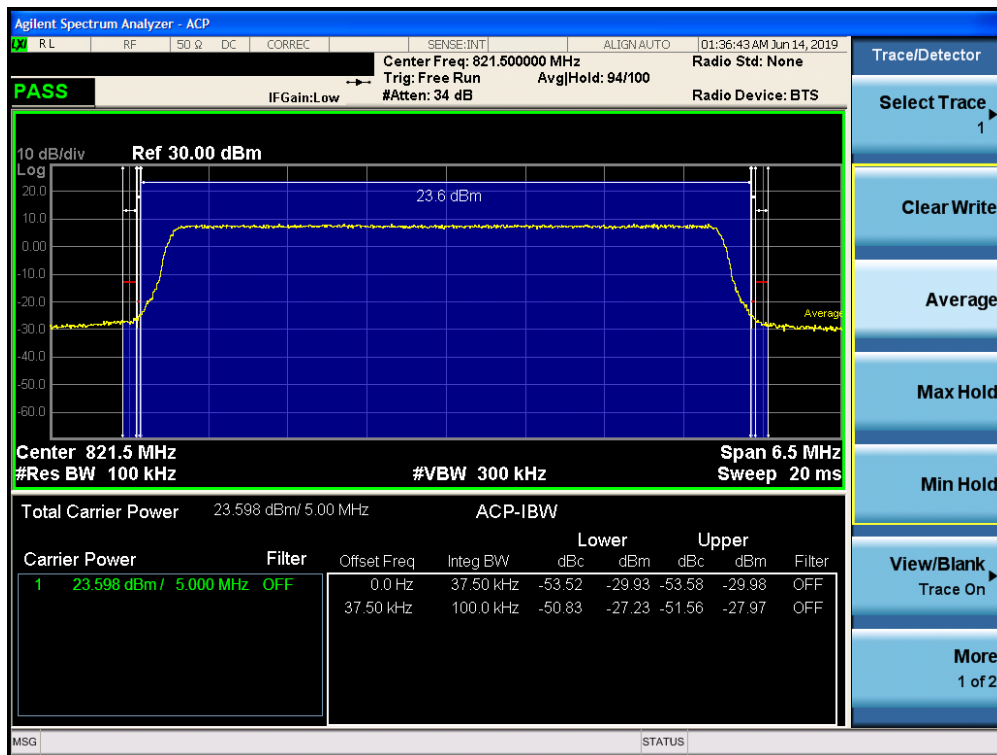 Agilent Spectrum Analyzer - ACP
LXI RL RF 50 Ω DC CORREC SENSE:INT ALIGN AUTO 01:36:43 AM Jun 14, 2019
Center Freq: 821.500000 MHz Radio Std: None
Trig: Free Run Avg|Hold: 94/100
PASS IFGain:Low #Atten: 34 dB Radio Device: BTS
10 dB/div Ref 30.00 dBm
Log
20.0
23.6 dBm
10.0
0.00
-10.0
-20.0
Average
-30.0
-40.0
-50.0
-60.0
Center 821.5 MHz Span 6.5 MHz
#Res BW 100 kHz #VBW 300 kHz Sweep 20 ms
Total Carrier Power 23.598 dBm/ 5.00 MHz ACP-IBW
Lower Upper
Carrier Power Filter Offset Freq Integ BW dBc dBm dBc dBm Filter
1 23.598 dBm / 5.000 MHz OFF 0.0 Hz 37.50 kHz -53.52 -29.93 -53.58 -29.98 OFF
37.50 kHz 100.0 kHz -50.83 -27.23 -51.56 -27.97 OFF
MSG STATUS
Trace/Detector
Select Trace
1
Clear Write
Average
Max Hold
Min Hold
View/Blank
Trace On
More
1 of 2